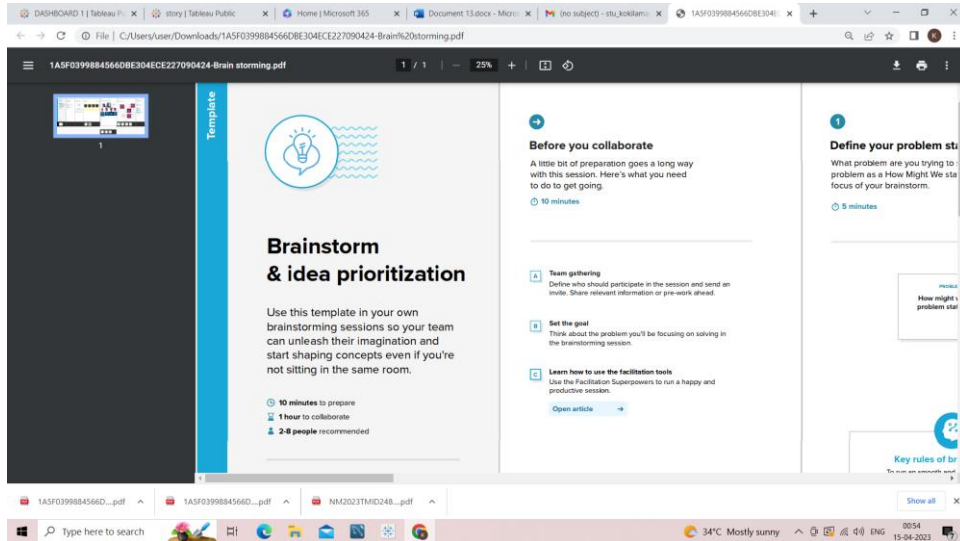 DASHBOARD 1 | Tableau Pu
story | Tableau Public
Home | Microsoft 365
Document 13.docx - Micros
(no subject) - stu_kokilama
1A5F0399884566DBE304E
File | C:/Users/user/Downloads/1A5F0399884566DBE304ECE227090424-Brain%20storming.pdf
K
1A5F0399884566DBE304ECE227090424-Brain storming.pdf
1 / 1
25%
1
Template
Brainstorm
& idea prioritization
Use this template in your own
brainstorming sessions so your team
can unleash their imagination and
start shaping concepts even if you're
not sitting in the same room.
10 minutes to prepare
1 hour to collaborate
2-8 people recommended
Before you collaborate
A little bit of preparation goes a long way
with this session. Here's what you need
to do to get going.
10 minutes
A
Team gathering
Define who should participate in the session and send an
invite. Share relevant information or pre-work ahead.
B
Set the goal
Think about the problem you'll be focusing on solving in
the brainstorming session.
C
Learn how to use the facilitation tools
Use the Facilitation Superpowers to run a happy and
productive session.
Open article
1
Define your problem sta
What problem are you trying to
problem as a How Might We sta
focus of your brainstorm.
5 minutes
PROBLE
How might
problem stat
Key rules of br
To run an smooth and
1A5F0399884566D....pdf
1A5F0399884566D....pdf
NM2023TMID248....pdf
Show all
Type here to search
34°C Mostly sunny
ENG
00:54
15-04-2023